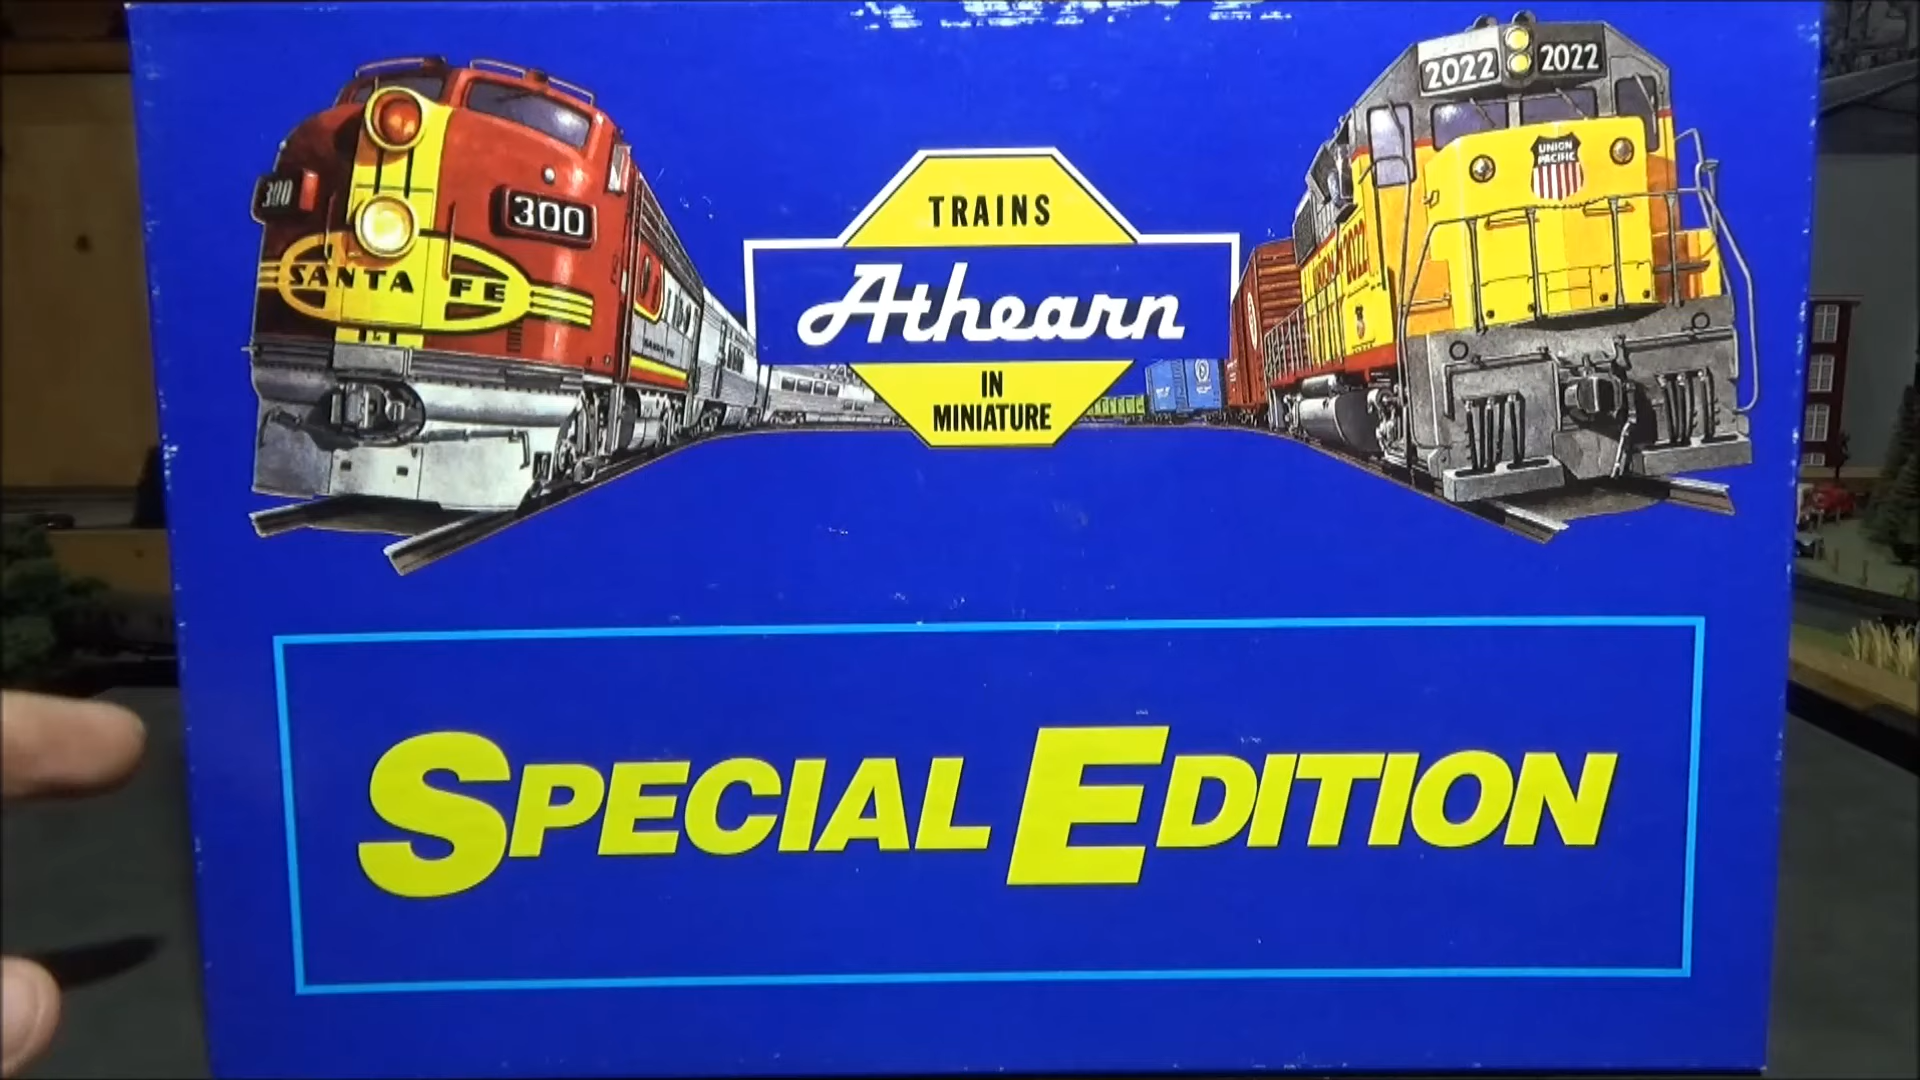 2022 2022
UNION
PACIFIC
300
300
SANTA FE
TRAINS
Athearn
IN
MINIATURE
SPECIAL EDITION